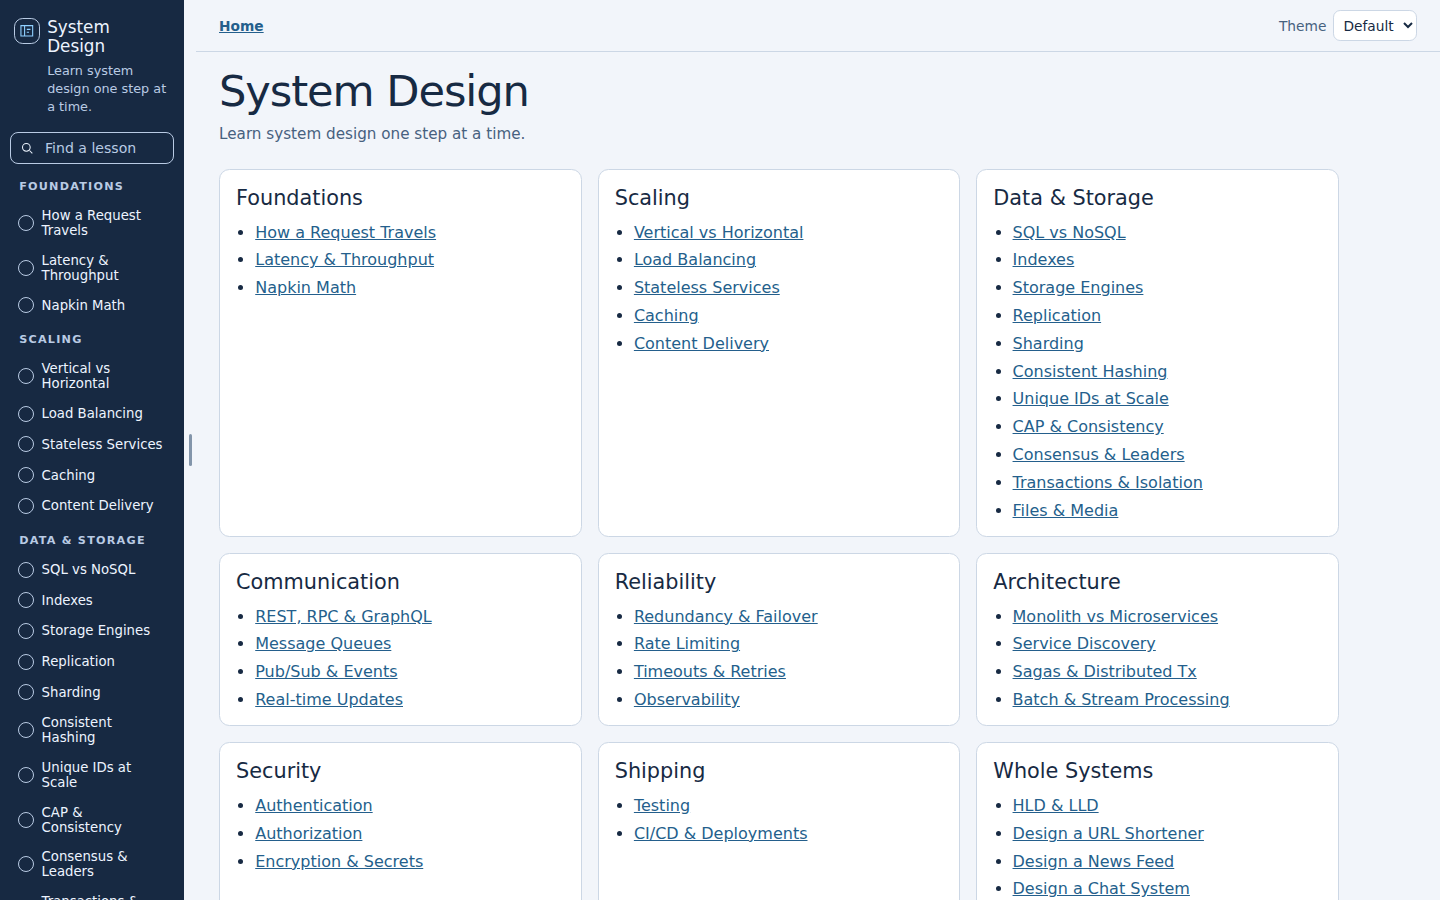 System
Design
Learn system
design one step at
a time.
Find a lesson
FOUNDATIONS
How a Request
Travels
Latency &
Throughput
Napkin Math
SCALING
Vertical vs
Horizontal
Load Balancing
Stateless Services
Caching
Content Delivery
DATA & STORAGE
SQL vs NoSQL
Indexes
Storage Engines
Replication
Sharding
Consistent
Hashing
Unique IDs at
Scale
CAP &
Consistency
Consensus &
Leaders
Transactions &
Home
Theme
Default
System Design
Learn system design one step at a time.
Foundations
How a Request Travels
Latency & Throughput
Napkin Math
Scaling
Vertical vs Horizontal
Load Balancing
Stateless Services
Caching
Content Delivery
Data & Storage
SQL vs NoSQL
Indexes
Storage Engines
Replication
Sharding
Consistent Hashing
Unique IDs at Scale
CAP & Consistency
Consensus & Leaders
Transactions & Isolation
Files & Media
Communication
REST, RPC & GraphQL
Message Queues
Pub/Sub & Events
Real-time Updates
Reliability
Redundancy & Failover
Rate Limiting
Timeouts & Retries
Observability
Architecture
Monolith vs Microservices
Service Discovery
Sagas & Distributed Tx
Batch & Stream Processing
Security
Authentication
Authorization
Encryption & Secrets
Shipping
Testing
CI/CD & Deployments
Whole Systems
HLD & LLD
Design a URL Shortener
Design a News Feed
Design a Chat System